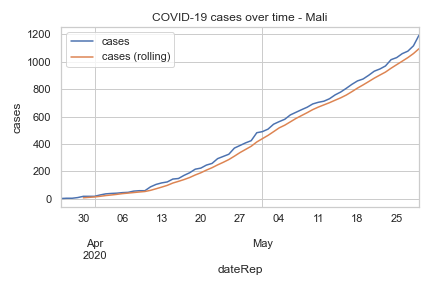 COVID-19 cases over time - Mali
cases
cases (rolling)
1200
1000
800
600
400
200
0
cases
30 06 13 20 27 04 11 18 25
Apr May
2020
dateRep